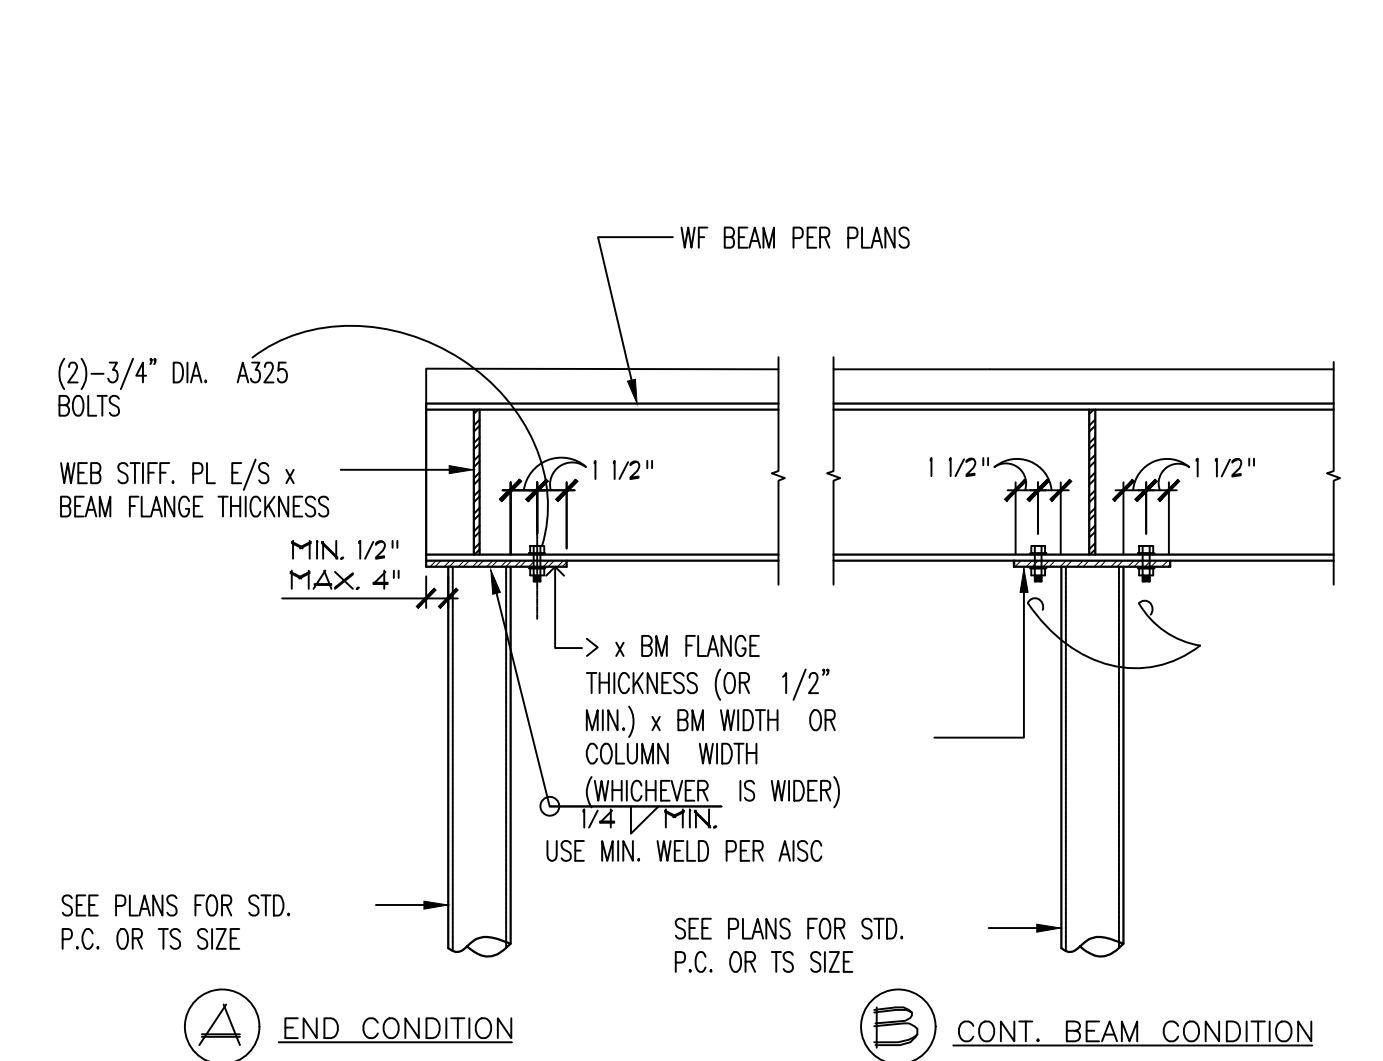 WF BEAM PER PLANS
(2)-3/4" DIA. A325
BOLTS
WEB STIFF. PL E/S x
BEAM FLANGE THICKNESS
1 1/2"
1 1/2"
1 1/2"
MIN. 1/2"
MAX. 4"
> x BM FLANGE
THICKNESS (OR 1/2"
MIN.) x BM WIDTH OR
COLUMN WIDTH
(WHICHEVER IS WIDER)
1/4 MIN.
USE MIN. WELD PER AISC
SEE PLANS FOR STD.
P.C. OR TS SIZE
SEE PLANS FOR STD.
P.C. OR TS SIZE
A END CONDITION
B CONT. BEAM CONDITION